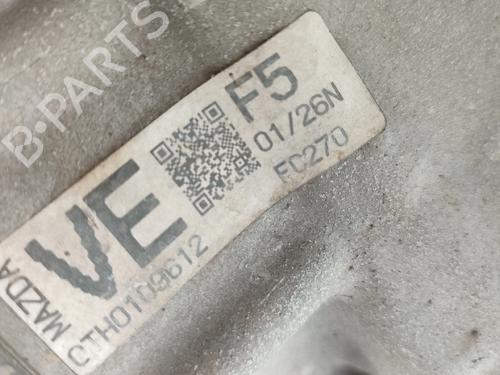 B-PARTS
MAZDA
VE
CTH0109612
F5
01/26N
FC270